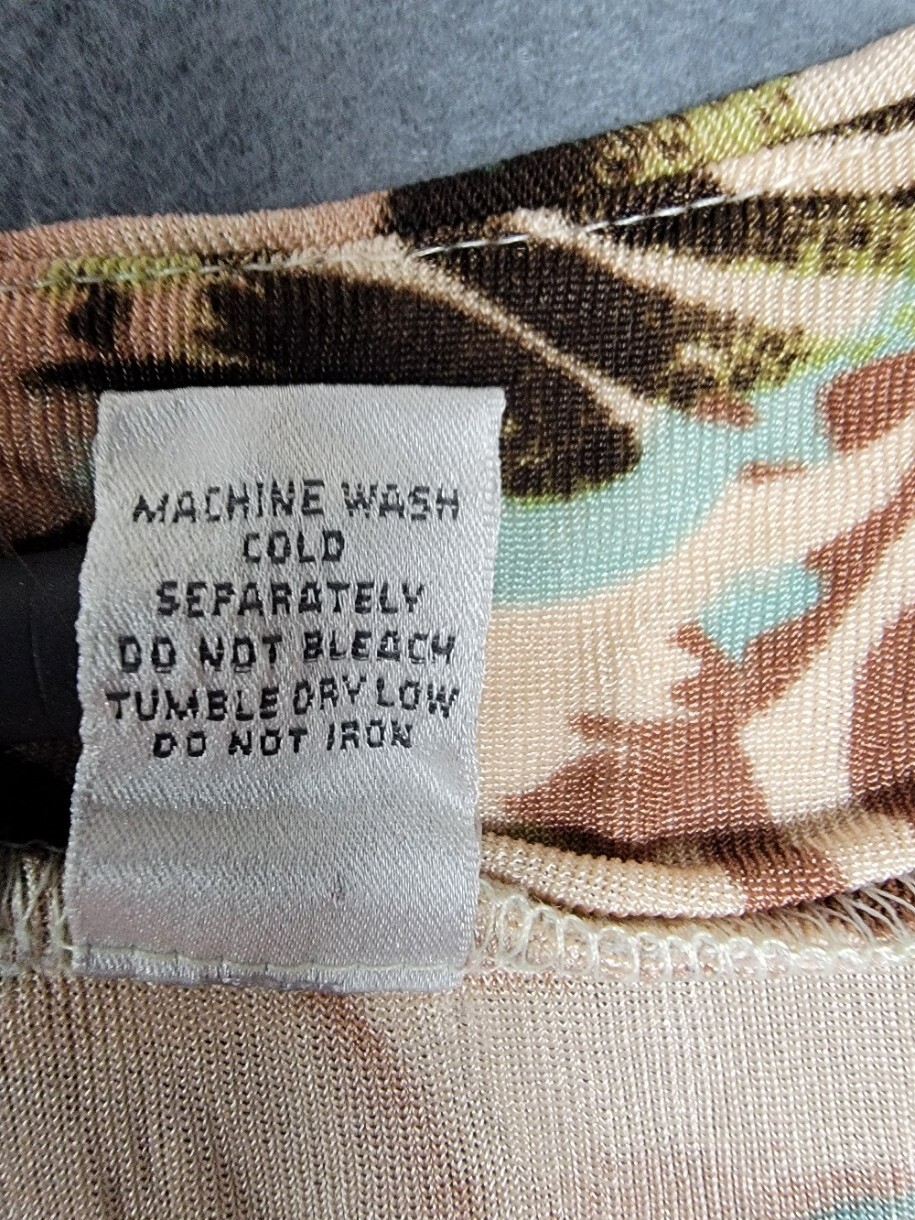 MACHINE WASH
COLD
SEPARATELY
DO NOT BLEACH
TUMBLE DRY LOW
DO NOT IRON